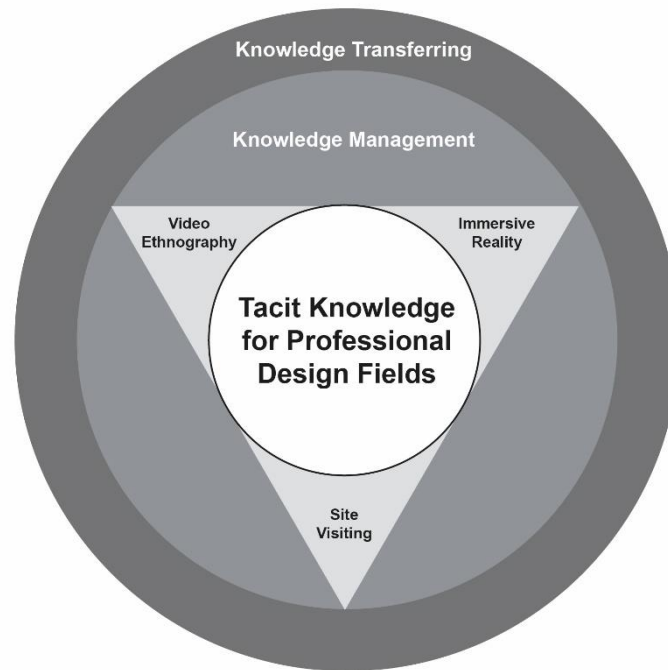 Knowledge Transferring
Knowledge Management
Video
Ethnography
Immersive
Reality
Tacit Knowledge
for Professional
Design Fields
Site
Visiting